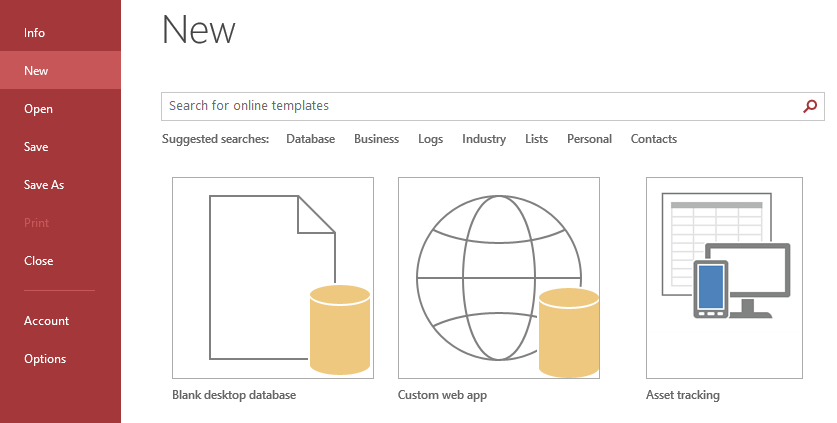 Info
New
Open
Save
Save As
Print
Close
Account
Options
New
Search for online templates
Suggested searches: Database Business Logs Industry Lists Personal Contacts
Blank desktop database Custom web app Asset tracking